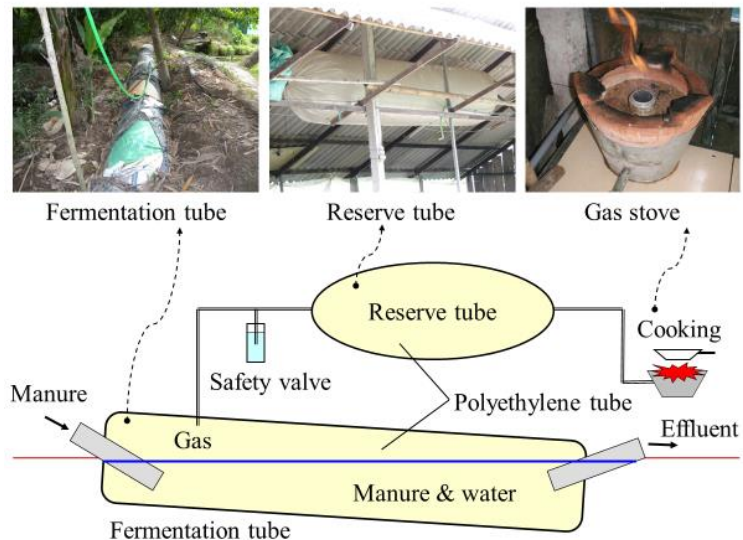 Fermentation tube
Reserve tube
Gas stove
Reserve tube
Cooking
Safety valve
Manure
Polyethylene tube
Effluent
Gas
Manure & water
Fermentation tube